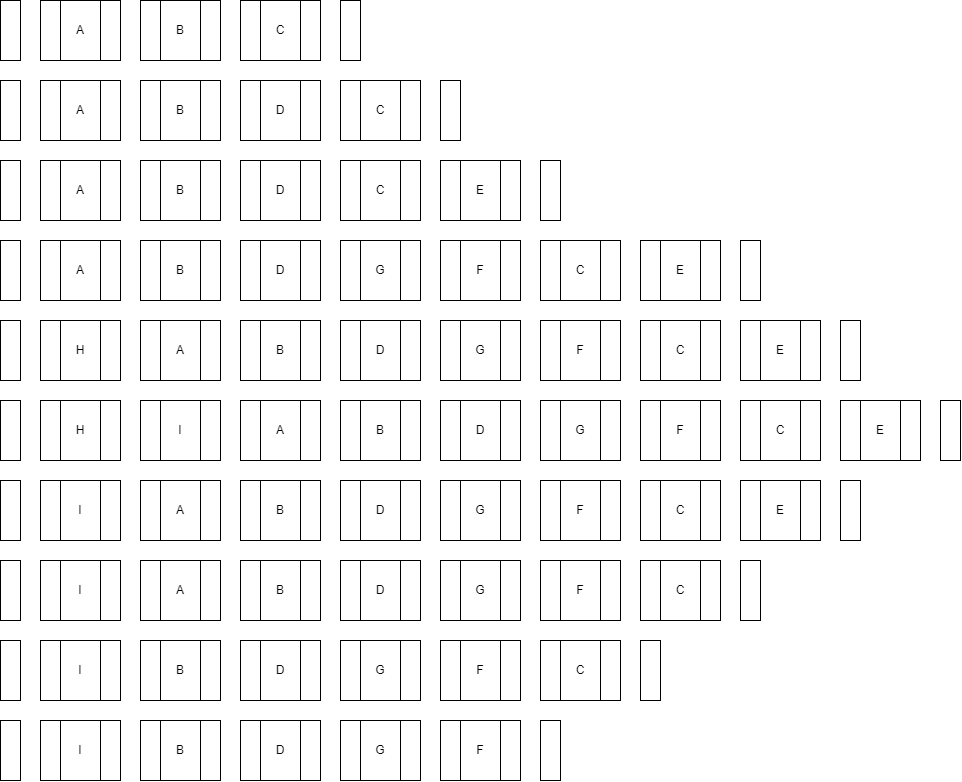 A B C
A B D C
A B D C E
A B D G F C E
H A B D G F C E
H I A B D G F C E
I A B D G F C E
I A B D G F C
I B D G F C
I B D G F